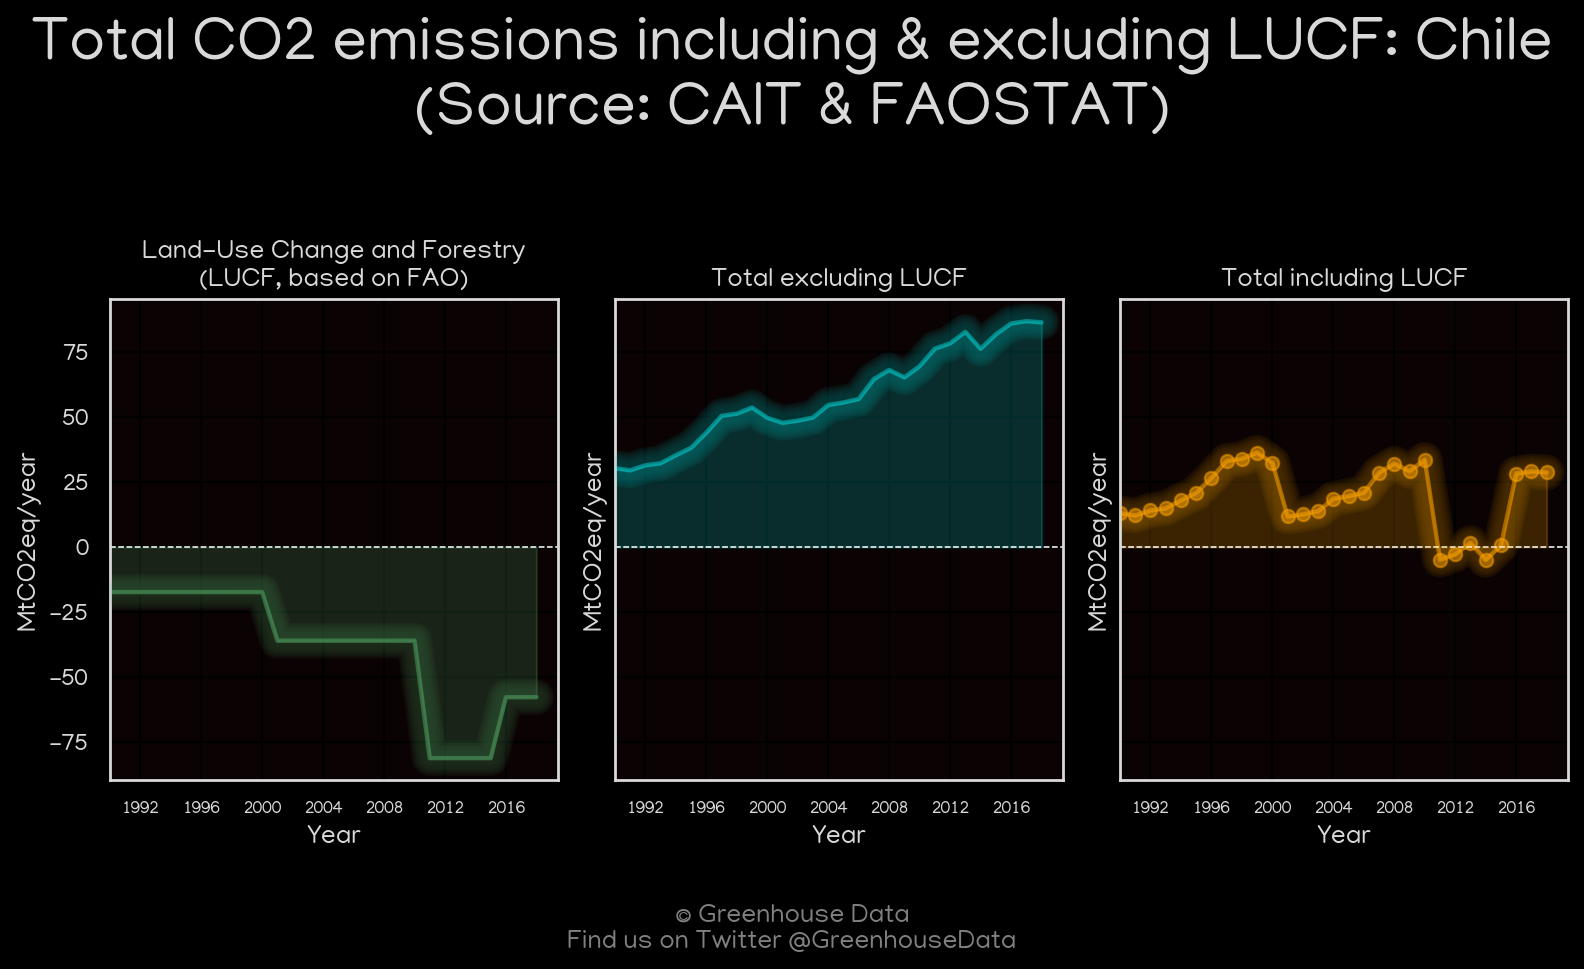 Total CO2 emissions including & excluding LUCF: Chile
(Source: CAIT & FAOSTAT)
Land-Use Change and Forestry
(LUCF, based on FAO)
MtCO2eq/year
75
50
25
0
-25
-50
-75
1992 1996 2000 2004 2008 2012 2016
Year
Total excluding LUCF
MtCO2eq/year
1992 1996 2000 2004 2008 2012 2016
Year
Total including LUCF
MtCO2eq/year
1992 1996 2000 2004 2008 2012 2016
Year
© Greenhouse Data
Find us on Twitter @GreenhouseData